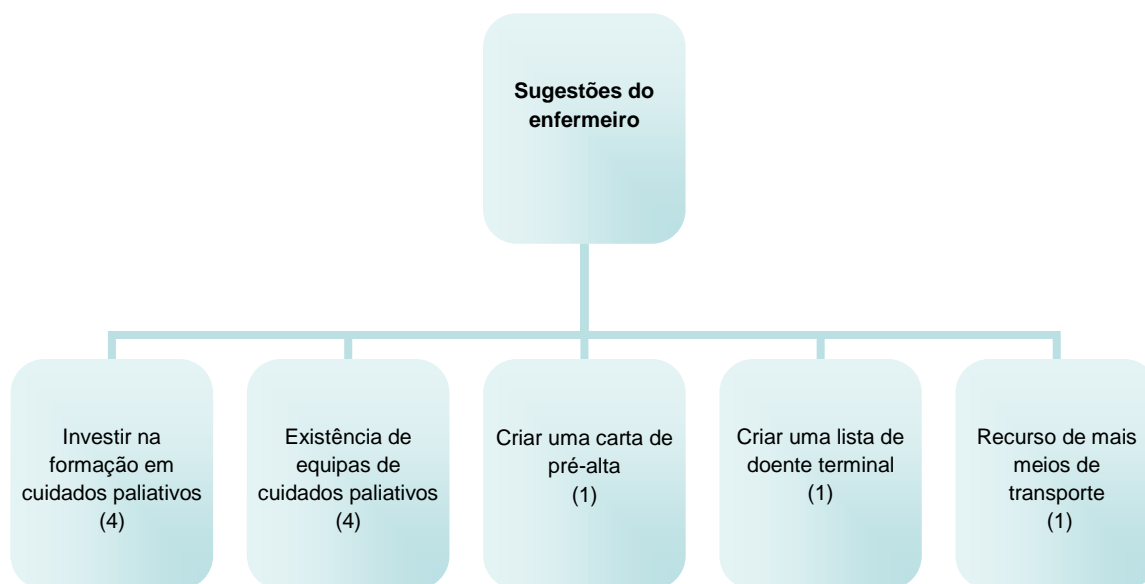 Sugestões do
enfermeiro
Investir na
formação em
cuidados paliativos
(4)
Existência de
equipas de
cuidados paliativos
(4)
Criar uma carta de
pré-alta
(1)
Criar uma lista de
doente terminal
(1)
Recurso de mais
meios de
transporte
(1)